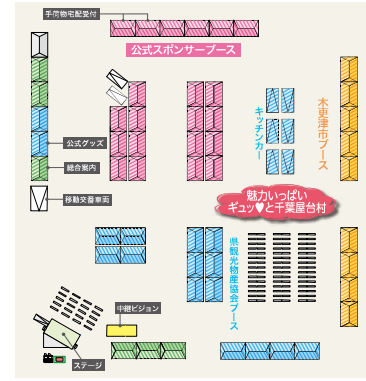 手荷物宅配受付
公式スポンサーブース
木更津市ブース
キッチンカー
公式グッズ
総合案内
移動交番車両
魅力いっぱい
ギュッ♥と千葉屋台村
県観光物産協会ブース
中継ビジョン
ステージ